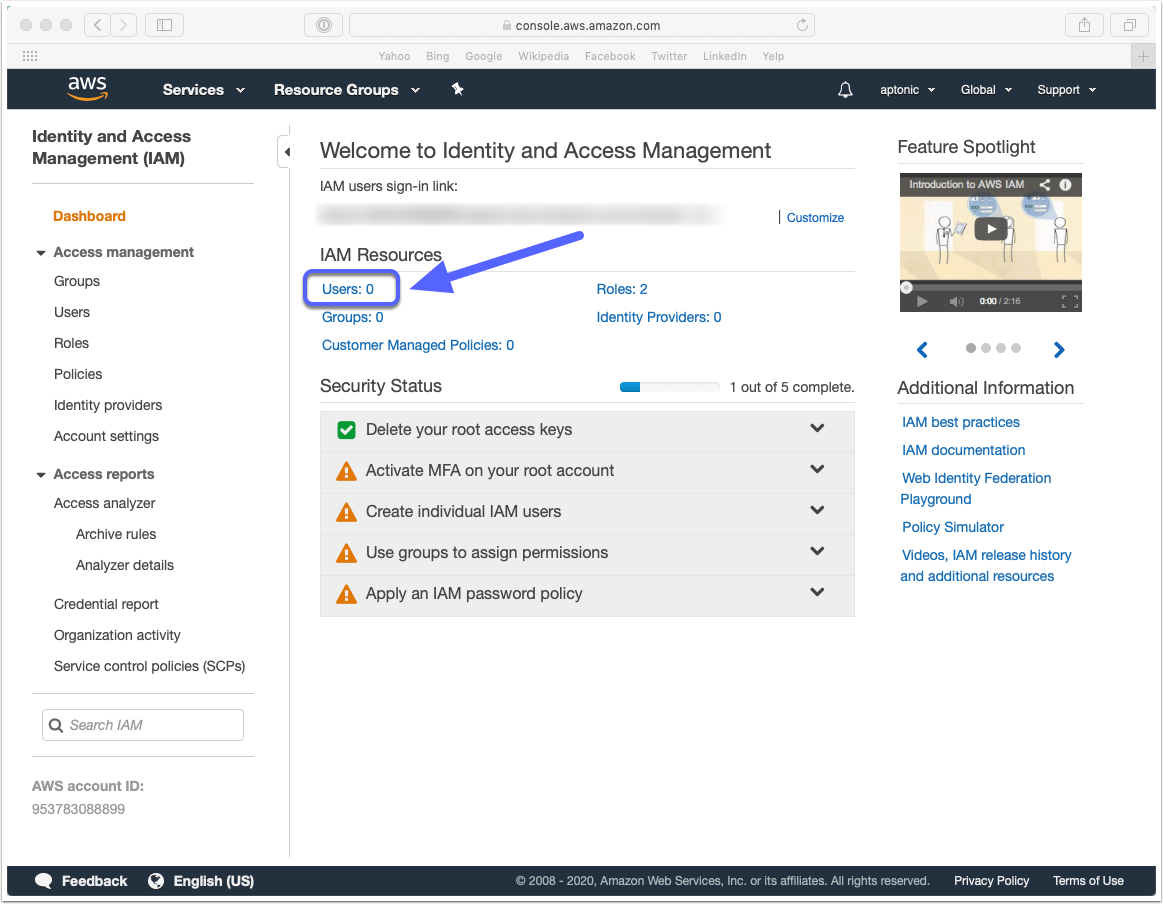 console.aws.amazon.com
Yahoo Bing Google Wikipedia Facebook Twitter LinkedIn Yelp
aws
Services Resource Groups aptonic Global Support
Identity and Access
Management (IAM)
Dashboard
Access management
Groups
Users
Roles
Policies
Identity providers
Account settings
Access reports
Access analyzer
Archive rules
Analyzer details
Credential report
Organization activity
Service control policies (SCPs)
Search IAM
AWS account ID:
953783088899
Welcome to Identity and Access Management
IAM users sign-in link:
Customize
IAM Resources
Users: 0 Roles: 2
Groups: 0 Identity Providers: 0
Customer Managed Policies: 0
Security Status 1 out of 5 complete.
Delete your root access keys
Activate MFA on your root account
Create individual IAM users
Use groups to assign permissions
Apply an IAM password policy
Feature Spotlight
Introduction to AWS IAM
0:00 / 2:16
Additional Information
IAM best practices
IAM documentation
Web Identity Federation
Playground
Policy Simulator
Videos, IAM release history
and additional resources
Feedback English (US) © 2008 - 2020, Amazon Web Services, Inc. or its affiliates. All rights reserved. Privacy Policy Terms of Use